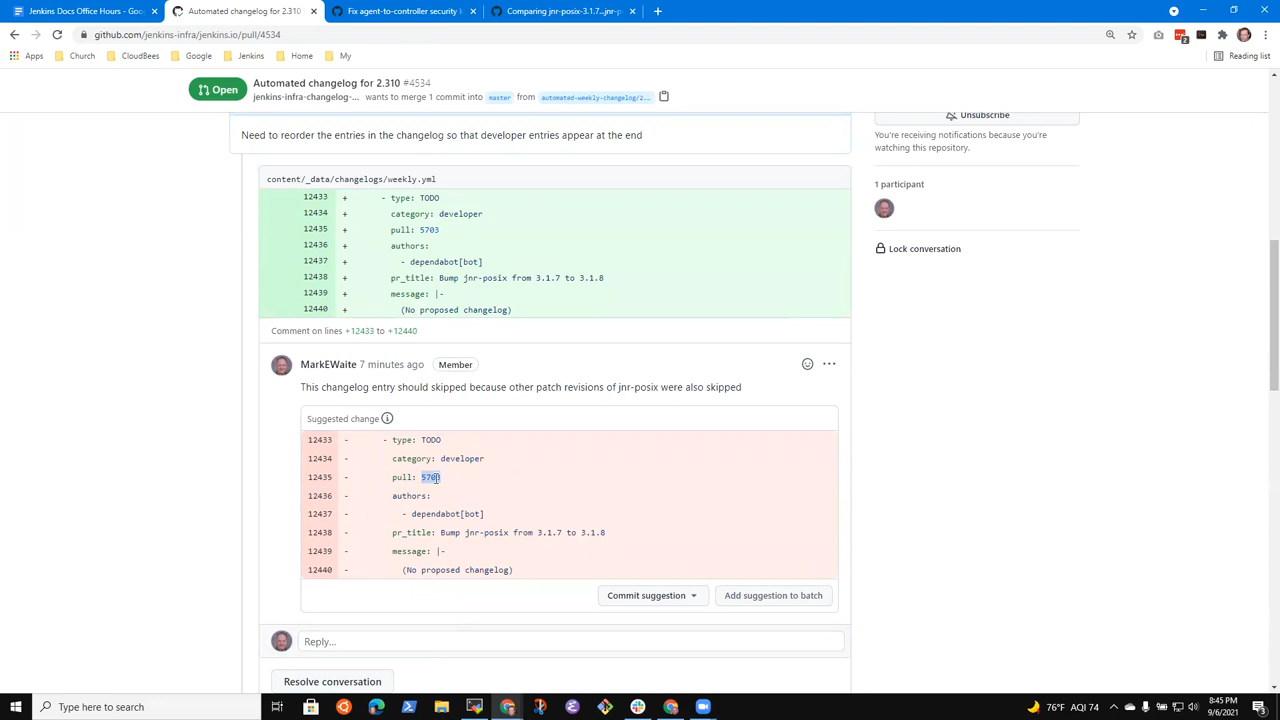 Jenkins Docs Office Hours - Goo
Automated changelog for 2.310
Fix agent-to-controller security
Comparing jnr-posix-3.1.7...jnr-p
github.com/jenkins-infra/jenkins.io/pull/4534
2
Apps
Church
CloudBees
Google
Jenkins
Home
My
Reading list
Open
Automated changelog for 2.310 #4534
jenkins-infra-changelog-... wants to merge 1 commit into master from automated-weekly-changelog/2...
Need to reorder the entries in the changelog so that developer entries appear at the end
Unsubscribe
You're receiving notifications because you're
watching this repository.
1 participant
Lock conversation
content/_data/changelogs/weekly.yml
12433 + - type: TODO
12434 + category: developer
12435 + pull: 5703
12436 + authors:
12437 + - dependabot[bot]
12438 + pr_title: Bump jnr-posix from 3.1.7 to 3.1.8
12439 + message: |-
12440 + (No proposed changelog)
Comment on lines +12433 to +12440
MarkEWaite 7 minutes ago Member
This changelog entry should skipped because other patch revisions of jnr-posix were also skipped
Suggested change
12433 - - type: TODO
12434 - category: developer
12435 - pull: 5703
12436 - authors:
12437 - - dependabot[bot]
12438 - pr_title: Bump jnr-posix from 3.1.7 to 3.1.8
12439 - message: |-
12440 - (No proposed changelog)
Commit suggestion
Add suggestion to batch
Reply...
Resolve conversation
Type here to search
76°F AQI 74
8:45 PM
9/6/2021
3